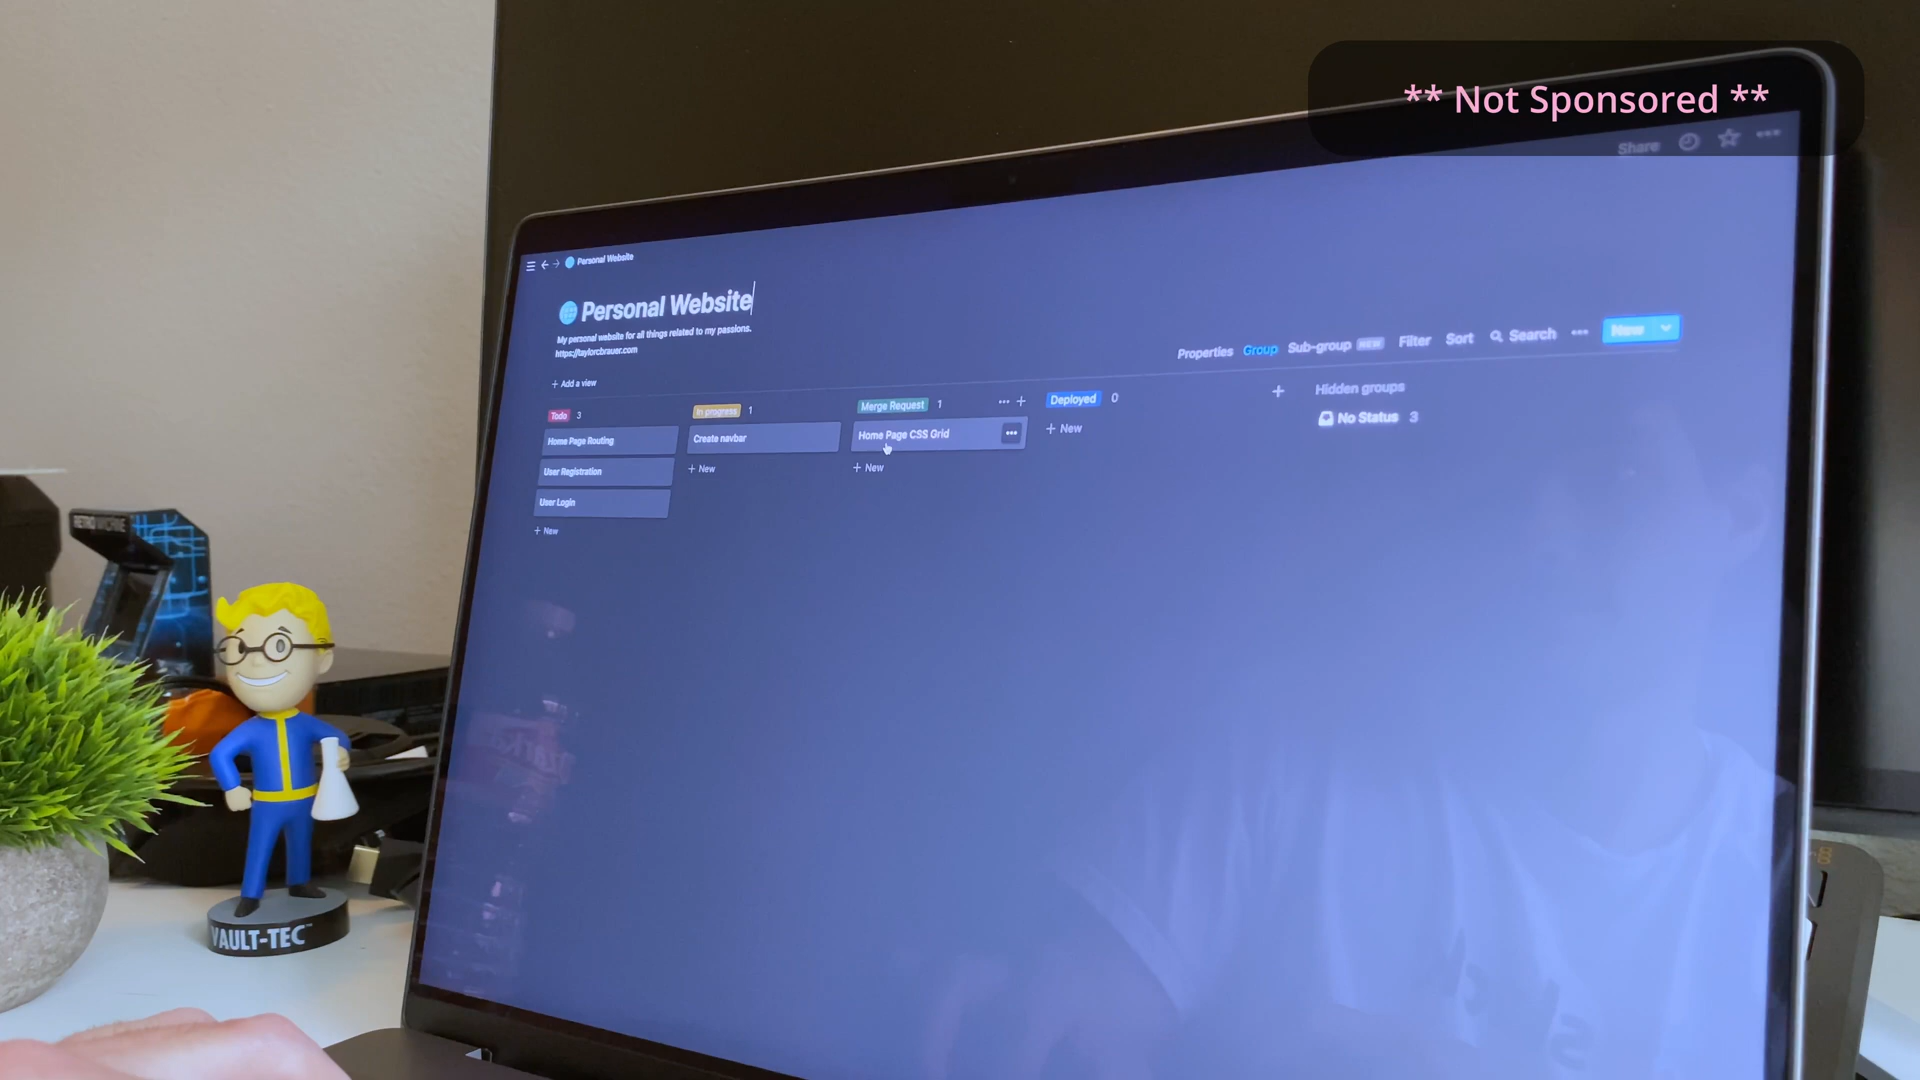 ** Not Sponsored **
Share
Personal Website
Personal Website
My personal website for all things related to my passions.
https://taylorcbrauer.com
Properties Group Sub-group NEW Filter Sort Search New
+ Add a view
Todo 3
Home Page Routing
User Registration
User Login
+ New
In progress 1
Create navbar
+ New
Merge Request 1
Home Page CSS Grid
+ New
Deployed 0
+ New
Hidden groups
No Status 3
RETRO ARCADE
VAULT-TEC